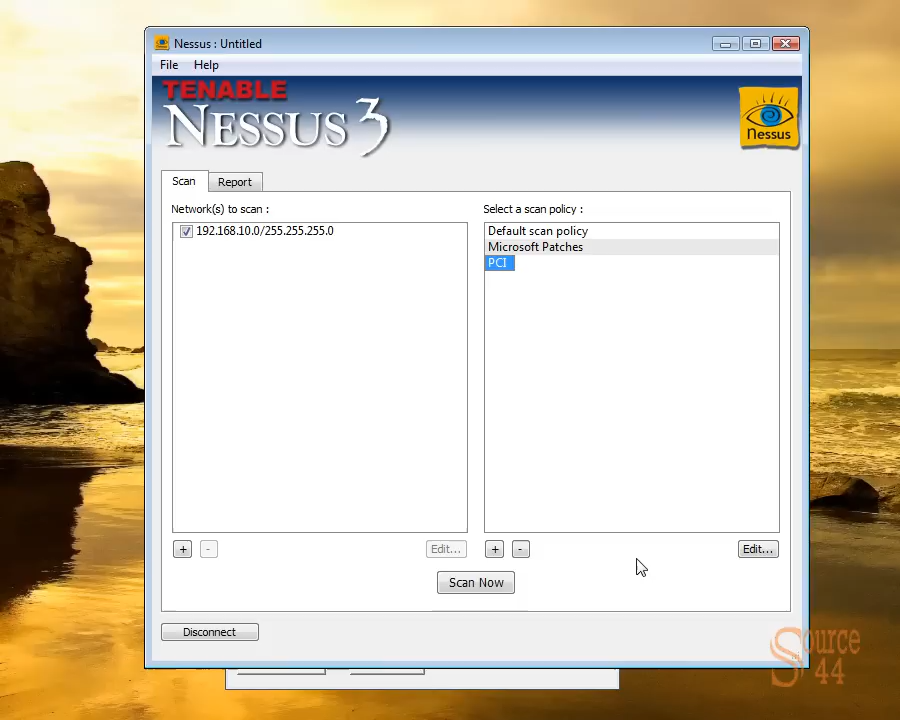 Nessus : Untitled
File Help
TENABLE
NESSUS 3
Nessus
Scan Report
Network(s) to scan :
Select a scan policy :
192.168.10.0/255.255.255.0
Default scan policy
Microsoft Patches
PCI
+ - Edit...
+ - Edit...
Scan Now
Disconnect
Source
44